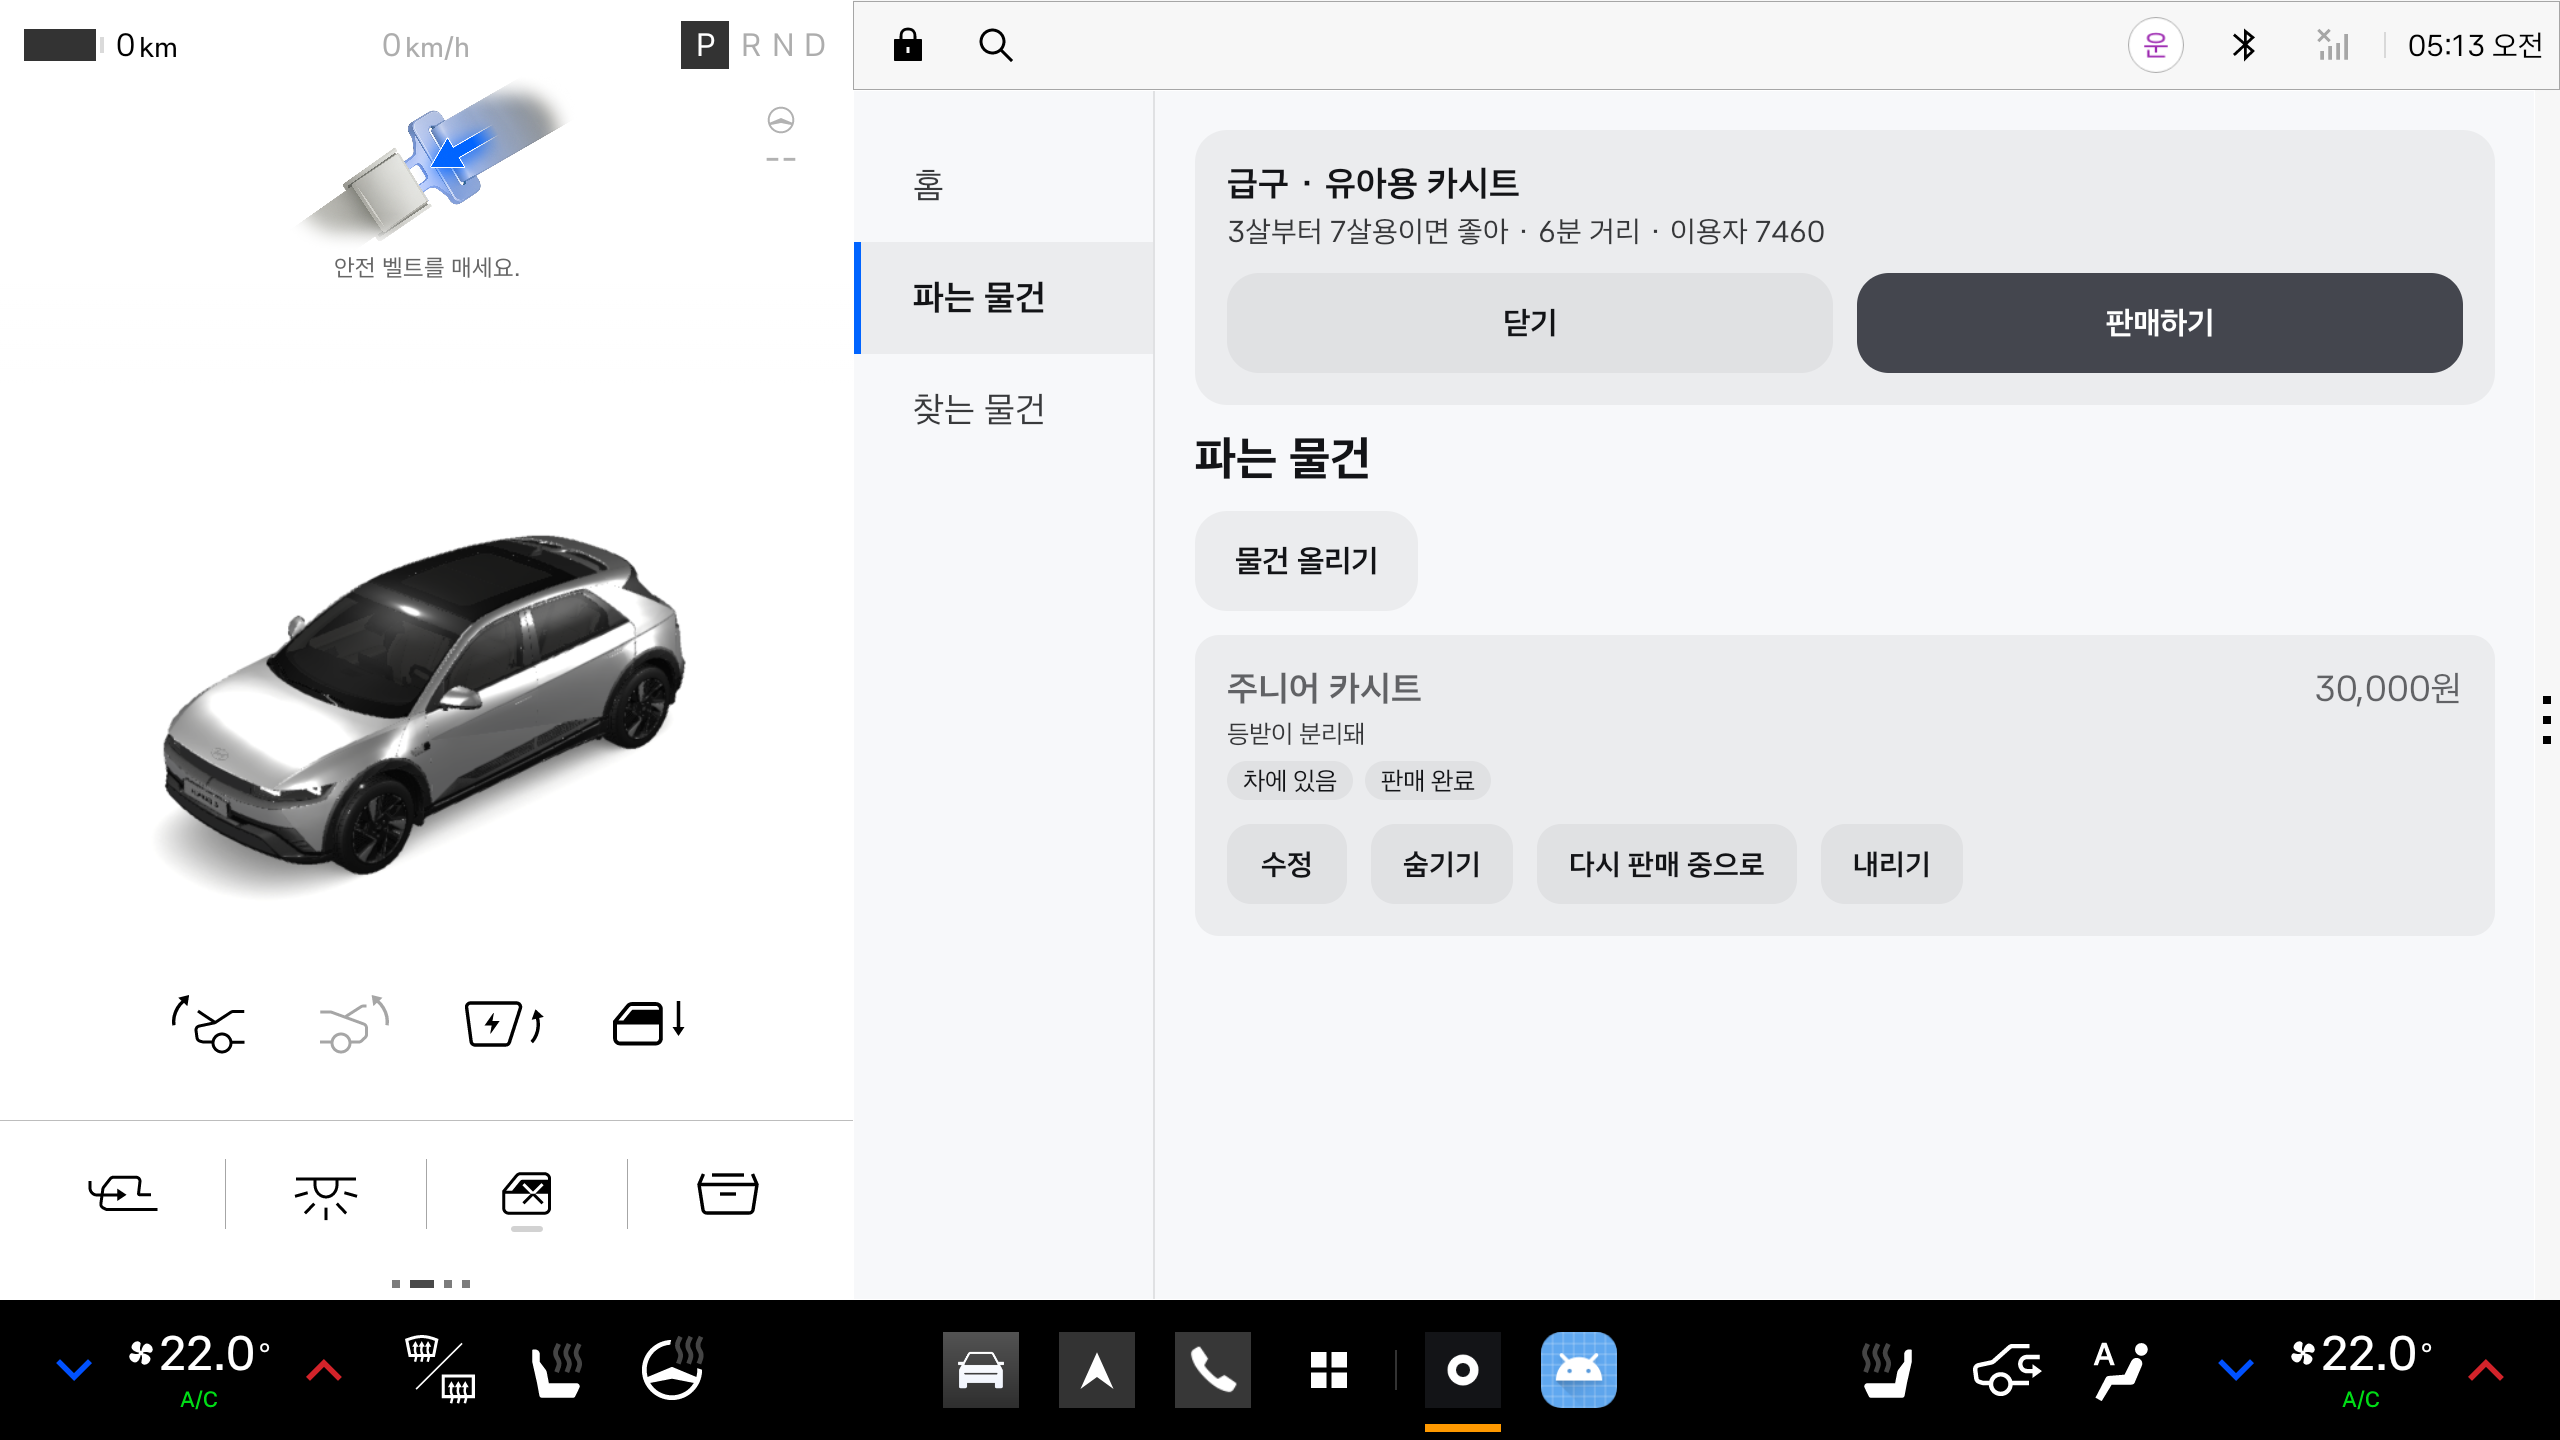 0 km
0 km/h
P R N D
운
05:13 오전
안전 벨트를 매세요.
홈
파는 물건
찾는 물건
급구 · 유아용 카시트
3살부터 7살용이면 좋아 · 6분 거리 · 이용자 7460
닫기
판매하기
파는 물건
물건 올리기
주니어 카시트
30,000원
등받이 분리돼
차에 있음
판매 완료
수정
숨기기
다시 판매 중으로
내리기
22.0°
A/C
A
22.0°
A/C